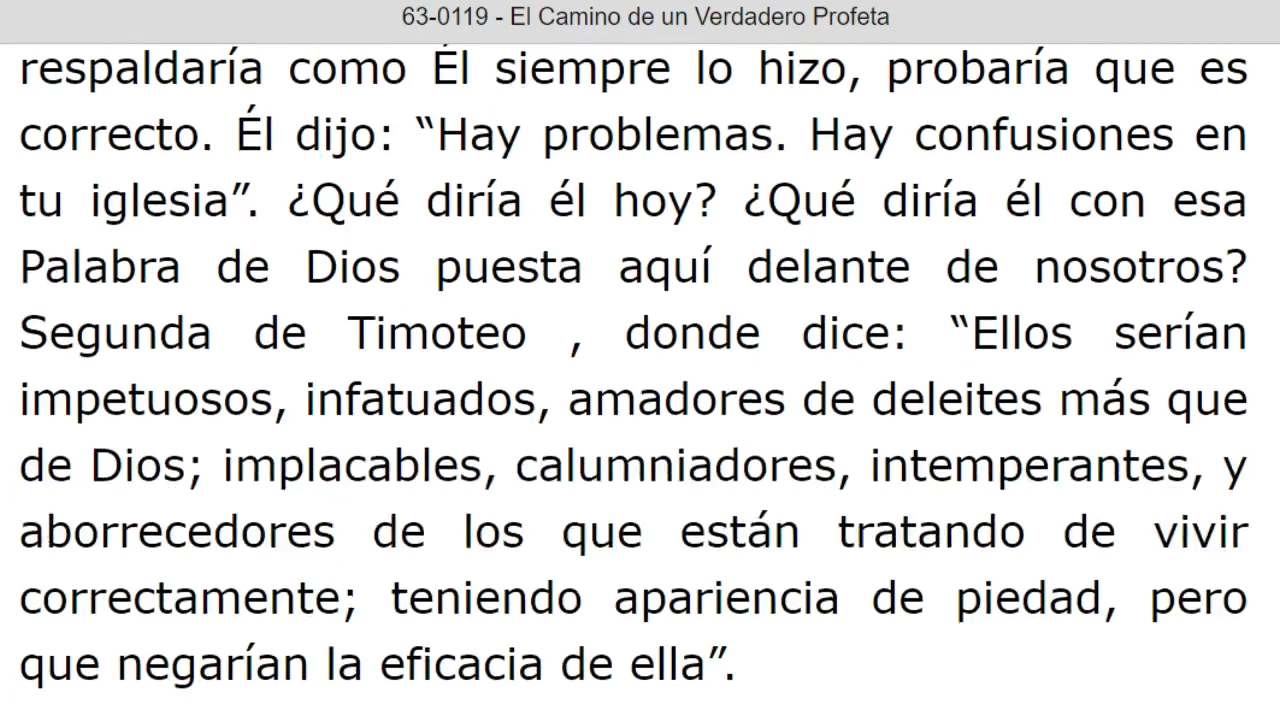 63-0119 - El Camino de un Verdadero Profeta
respaldaría como Él siempre lo hizo, probaría que es
correcto. Él dijo: “Hay problemas. Hay confusiones en
tu iglesia”. ¿Qué diría él hoy? ¿Qué diría él con esa
Palabra de Dios puesta aquí delante de nosotros?
Segunda de Timoteo , donde dice: “Ellos serían
impetuosos, infatuados, amadores de deleites más que
de Dios; implacables, calumniadores, intemperantes, y
aborrecedores de los que están tratando de vivir
correctamente; teniendo apariencia de piedad, pero
que negarían la eficacia de ella”.